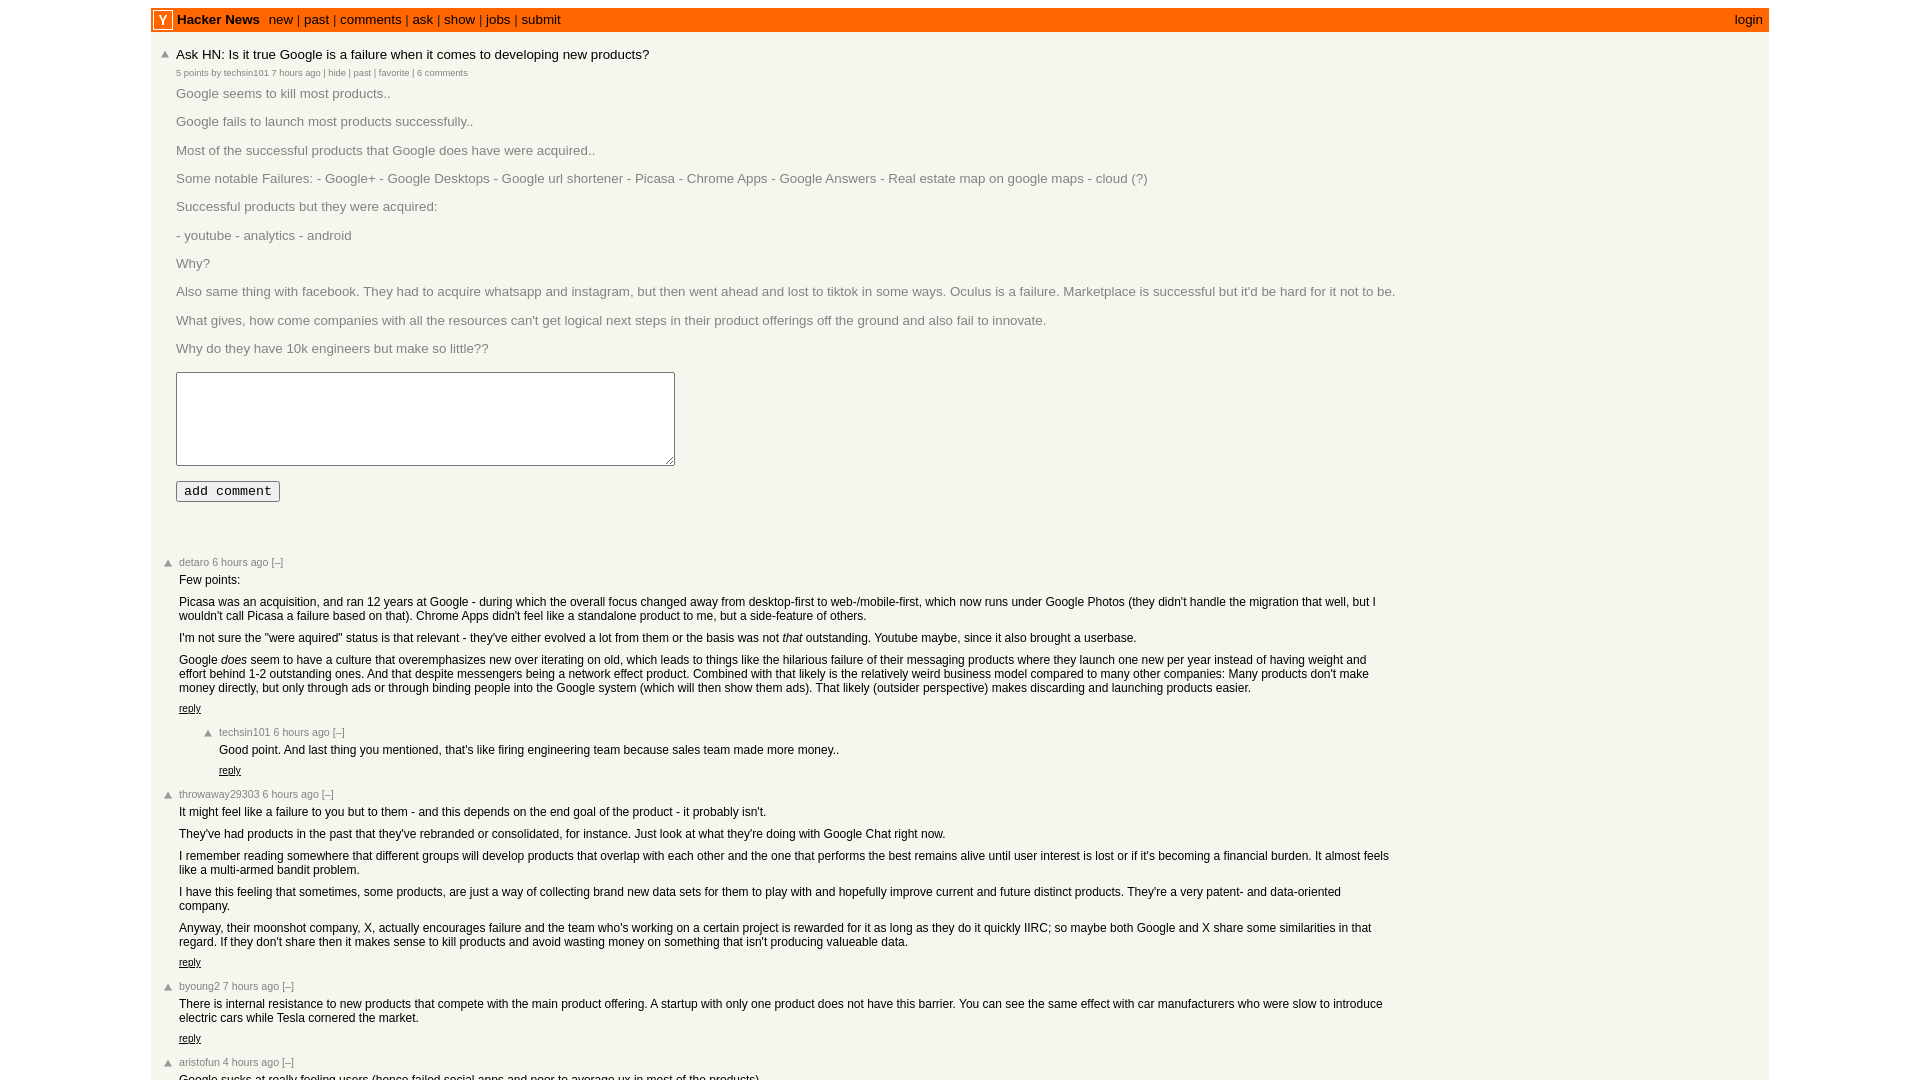 Y Hacker News new | past | comments | ask | show | jobs | submit login
Ask HN: Is it true Google is a failure when it comes to developing new products?
5 points by techsin101 7 hours ago | hide | past | favorite | 6 comments
Google seems to kill most products..
Google fails to launch most products successfully..
Most of the successful products that Google does have were acquired..
Some notable Failures: - Google+ - Google Desktops - Google url shortener - Picasa - Chrome Apps - Google Answers - Real estate map on google maps - cloud (?)
Successful products but they were acquired:
- youtube - analytics - android
Why?
Also same thing with facebook. They had to acquire whatsapp and instagram, but then went ahead and lost to tiktok in some ways. Oculus is a failure. Marketplace is successful but it'd be hard for it not to be.
What gives, how come companies with all the resources can't get logical next steps in their product offerings off the ground and also fail to innovate.
Why do they have 10k engineers but make so little??
add comment
detaro 6 hours ago [–]
Few points:
Picasa was an acquisition, and ran 12 years at Google - during which the overall focus changed away from desktop-first to web-/mobile-first, which now runs under Google Photos (they didn't handle the migration that well, but I
wouldn't call Picasa a failure based on that). Chrome Apps didn't feel like a standalone product to me, but a side-feature of others.
I'm not sure the "were aquired" status is that relevant - they've either evolved a lot from them or the basis was not that outstanding. Youtube maybe, since it also brought a userbase.
Google does seem to have a culture that overemphasizes new over iterating on old, which leads to things like the hilarious failure of their messaging products where they launch one new per year instead of having weight and
effort behind 1-2 outstanding ones. And that despite messengers being a network effect product. Combined with that likely is the relatively weird business model compared to many other companies: Many products don't make
money directly, but only through ads or through binding people into the Google system (which will then show them ads). That likely (outsider perspective) makes discarding and launching products easier.
reply
techsin101 6 hours ago [–]
Good point. And last thing you mentioned, that's like firing engineering team because sales team made more money..
reply
throwaway29303 6 hours ago [–]
It might feel like a failure to you but to them - and this depends on the end goal of the product - it probably isn't.
They've had products in the past that they've rebranded or consolidated, for instance. Just look at what they're doing with Google Chat right now.
I remember reading somewhere that different groups will develop products that overlap with each other and the one that performs the best remains alive until user interest is lost or if it's becoming a financial burden. It almost feels
like a multi-armed bandit problem.
I have this feeling that sometimes, some products, are just a way of collecting brand new data sets for them to play with and hopefully improve current and future distinct products. They're a very patent- and data-oriented
company.
Anyway, their moonshot company, X, actually encourages failure and the team who's working on a certain project is rewarded for it as long as they do it quickly IIRC; so maybe both Google and X share some similarities in that
regard. If they don't share then it makes sense to kill products and avoid wasting money on something that isn't producing valueable data.
reply
byoung2 7 hours ago [–]
There is internal resistance to new products that compete with the main product offering. A startup with only one product does not have this barrier. You can see the same effect with car manufacturers who were slow to introduce
electric cars while Tesla cornered the market.
reply
aristofun 4 hours ago [–]
Google sucks at really feeling users (hence failed social apps and poor to average ux in most of the products)